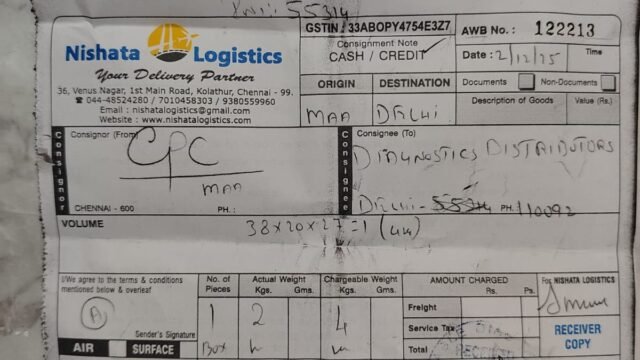 55314
GSTIN : 33ABOPY4754E3Z7
AWB No. : 122213
Nishata Logistics
Your Delivery Partner
36, Venus Nagar, 1st Main Road, Kolathur, Chennai - 99.
☎ 044-48524280 / 7010458303 / 9380559960
Email : nishatalogistics@gmail.com
Website : www.nishatalogistics.com
Consignment Note
CASH / CREDIT
Date : 2/12/25
Time
ORIGIN
DESTINATION
Documents
Non-Documents
MAA
DELHI
Description of Goods
Value (Rs.)
Consignor
Consignor (From)
CPC
MAA
CHENNAI - 600
PH. :
Consignee
Consignee (To)
DIAGNOSTICS DISTRIBUTORS
DELHI - PH. 110092
VOLUME
38x20x27=1 (4k)
I/We agree to the terms & conditions
mentioned below & overleaf
Sender's Signature
No. of
Pieces
Actual Weight
Kgs. Gms.
Chargeable Weight
Kgs. Gms.
AMOUNT CHARGED
Rs. Ps.
For NISHATA LOGISTICS
1
2
4
Box
Freight
Service Tax
Total
RECEIVER
COPY
AIR
SURFACE